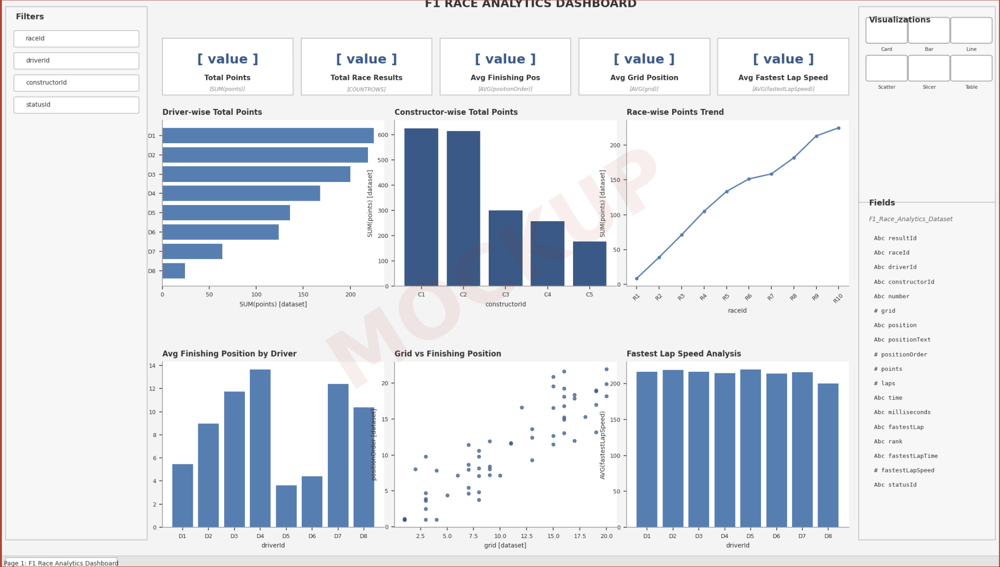 F1 RACE ANALYTICS DASHBOARD
Filters
raceId
driverId
constructorId
statusId
[ value ]
Total Points
[SUM(points)]
[ value ]
Total Race Results
[COUNTROWS]
[ value ]
Avg Finishing Pos
[AVG(positionOrder)]
[ value ]
Avg Grid Position
[AVG(grid)]
[ value ]
Avg Fastest Lap Speed
[AVG(fastestLapSpeed)]
Visualizations
Card Bar Line
Scatter Slicer Table
Driver-wise Total Points
D1
D2
D3
D4
D5
D6
D7
D8
0 50 100 150 200
SUM(points) [dataset]
Constructor-wise Total Points
SUM(points) [dataset]
600
500
400
300
200
100
0
C1 C2 C3 C4 C5
constructorId
Race-wise Points Trend
SUM(points) [dataset]
200
150
100
50
0
R1 R2 R3 R4 R5 R6 R7 R8 R9 R10
raceId
MOCKUP
Avg Finishing Position by Driver
14
12
10
8
6
4
2
0
D1 D2 D3 D4 D5 D6 D7 D8
driverId
Grid vs Finishing Position
positionOrder [dataset]
20
15
10
5
0
2.5 5.0 7.5 10.0 12.5 15.0 17.5 20.0
grid [dataset]
Fastest Lap Speed Analysis
AVG(fastestLapSpeed)
200
150
100
50
0
D1 D2 D3 D4 D5 D6 D7 D8
driverId
Fields
F1_Race_Analytics_Dataset
Abc resultId
Abc raceId
Abc driverId
Abc constructorId
Abc number
# grid
Abc position
Abc positionText
# positionOrder
# points
# laps
Abc time
Abc milliseconds
Abc fastestLap
Abc rank
Abc fastestLapTime
# fastestLapSpeed
Abc statusId
Page 1: F1 Race Analytics Dashboard